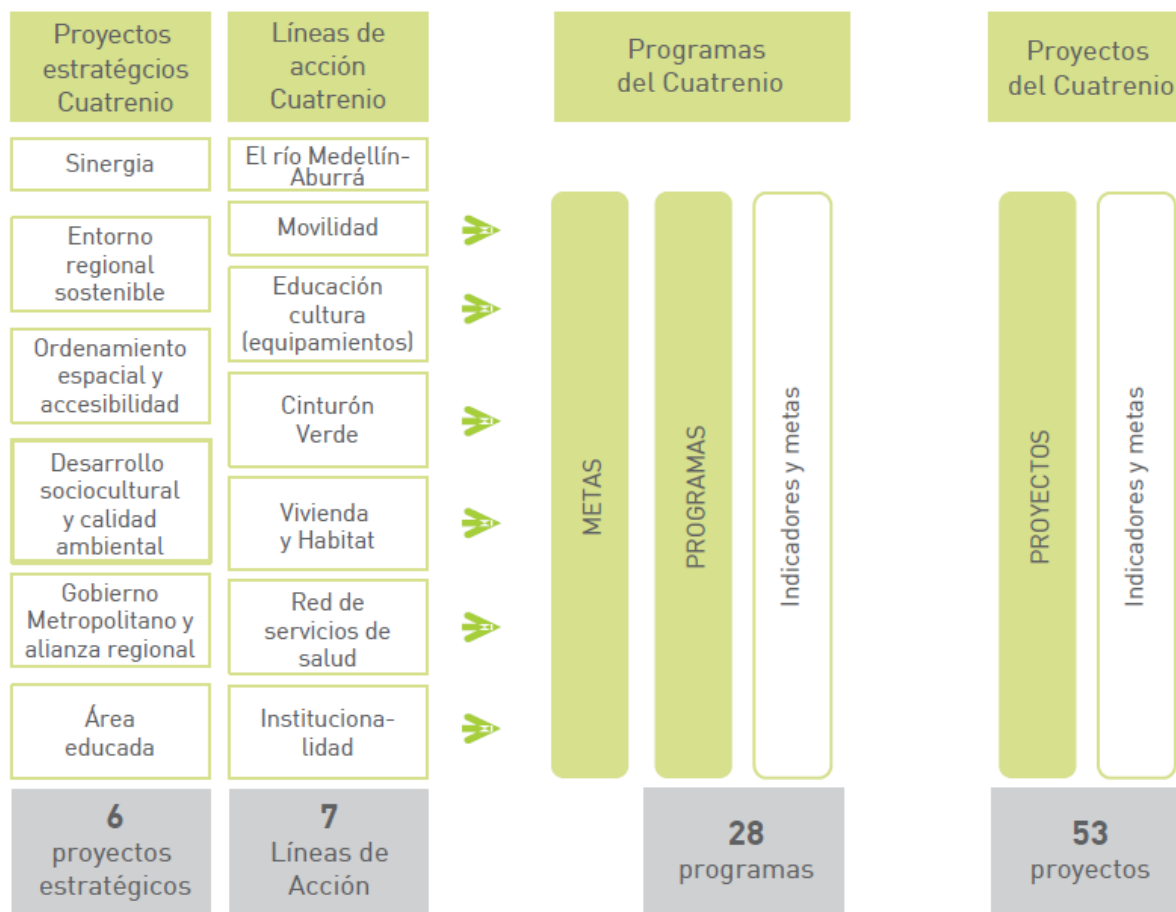 Proyectos
estratégcios
Cuatrenio
Sinergia
Entorno
regional
sostenible
Ordenamiento
espacial y
accesibilidad
Desarrollo
sociocultural
y calidad
ambiental
Gobierno
Metropolitano y
alianza regional
Área
educada
6
proyectos
estratégicos
Líneas de
acción
Cuatrenio
El río Medellín-
Aburrá
Movilidad
Educación
cultura
(equipamientos)
Cinturón
Verde
Vivienda
y Habitat
Red de
servicios de
salud
Instituciona-
lidad
7
Líneas de
Acción
Programas
del Cuatrenio
METAS
PROGRAMAS
Indicadores y metas
28
programas
Proyectos
del Cuatrenio
PROYECTOS
Indicadores y metas
53
proyectos